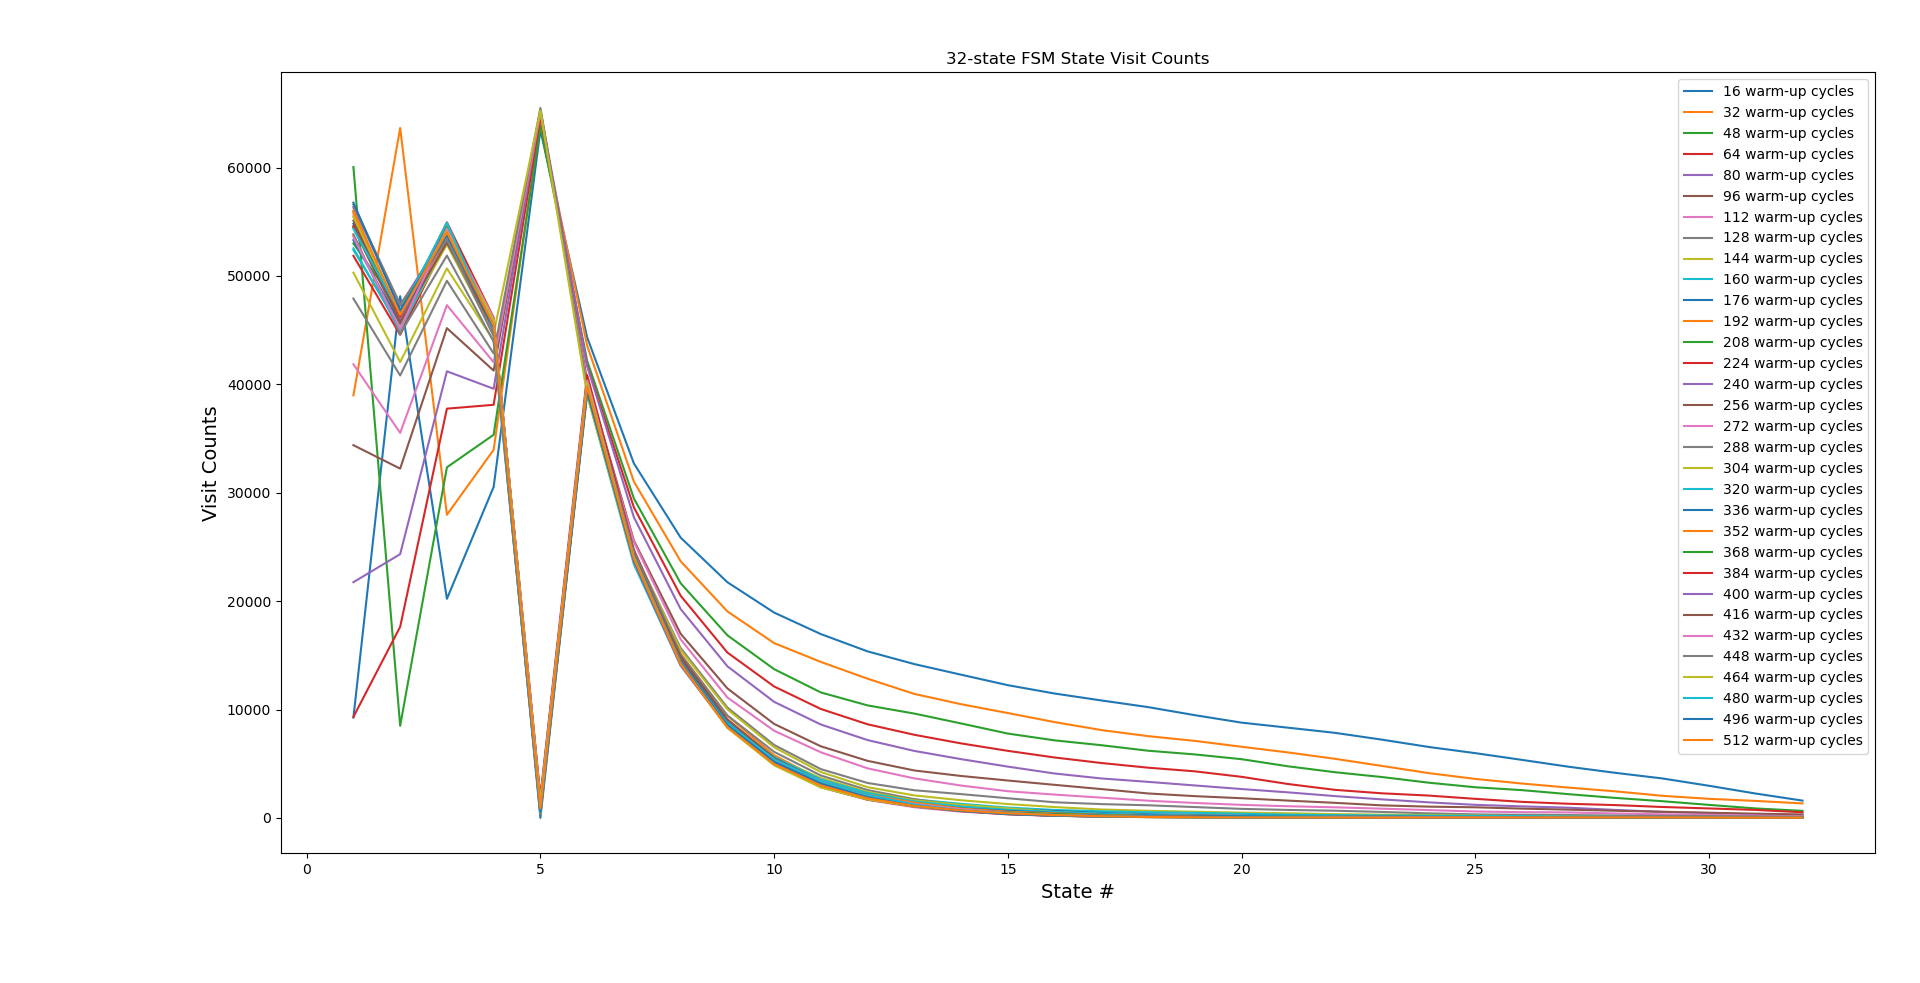 32-state FSM State Visit Counts
16 warm-up cycles
32 warm-up cycles
48 warm-up cycles
64 warm-up cycles
80 warm-up cycles
96 warm-up cycles
112 warm-up cycles
128 warm-up cycles
144 warm-up cycles
160 warm-up cycles
176 warm-up cycles
192 warm-up cycles
208 warm-up cycles
224 warm-up cycles
240 warm-up cycles
256 warm-up cycles
272 warm-up cycles
288 warm-up cycles
304 warm-up cycles
320 warm-up cycles
336 warm-up cycles
352 warm-up cycles
368 warm-up cycles
384 warm-up cycles
400 warm-up cycles
416 warm-up cycles
432 warm-up cycles
448 warm-up cycles
464 warm-up cycles
480 warm-up cycles
496 warm-up cycles
512 warm-up cycles
Visit Counts
60000
50000
40000
30000
20000
10000
0
0 5 10 15 20 25 30
State #